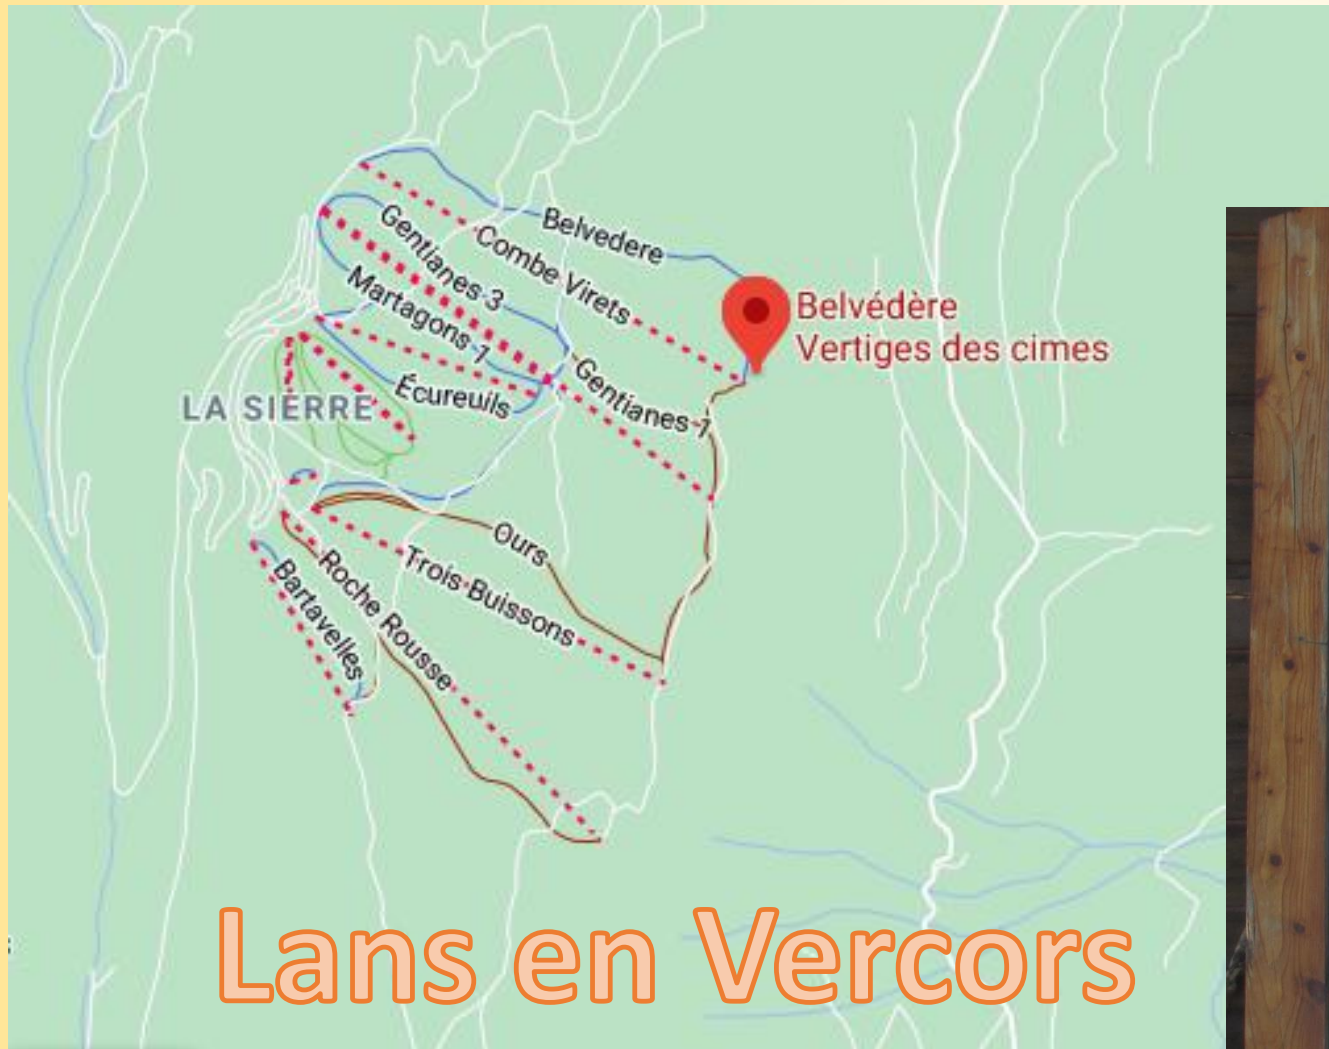 Belvedere
Combe Virets
Gentianes 3
Martagons 1
Écureuils
Gentianes 1
Belvédère
Vertiges des cimes
LA SIERRE
Ours
Trois Buissons
Roche Rousse
Bartavelles
Lans en Vercors